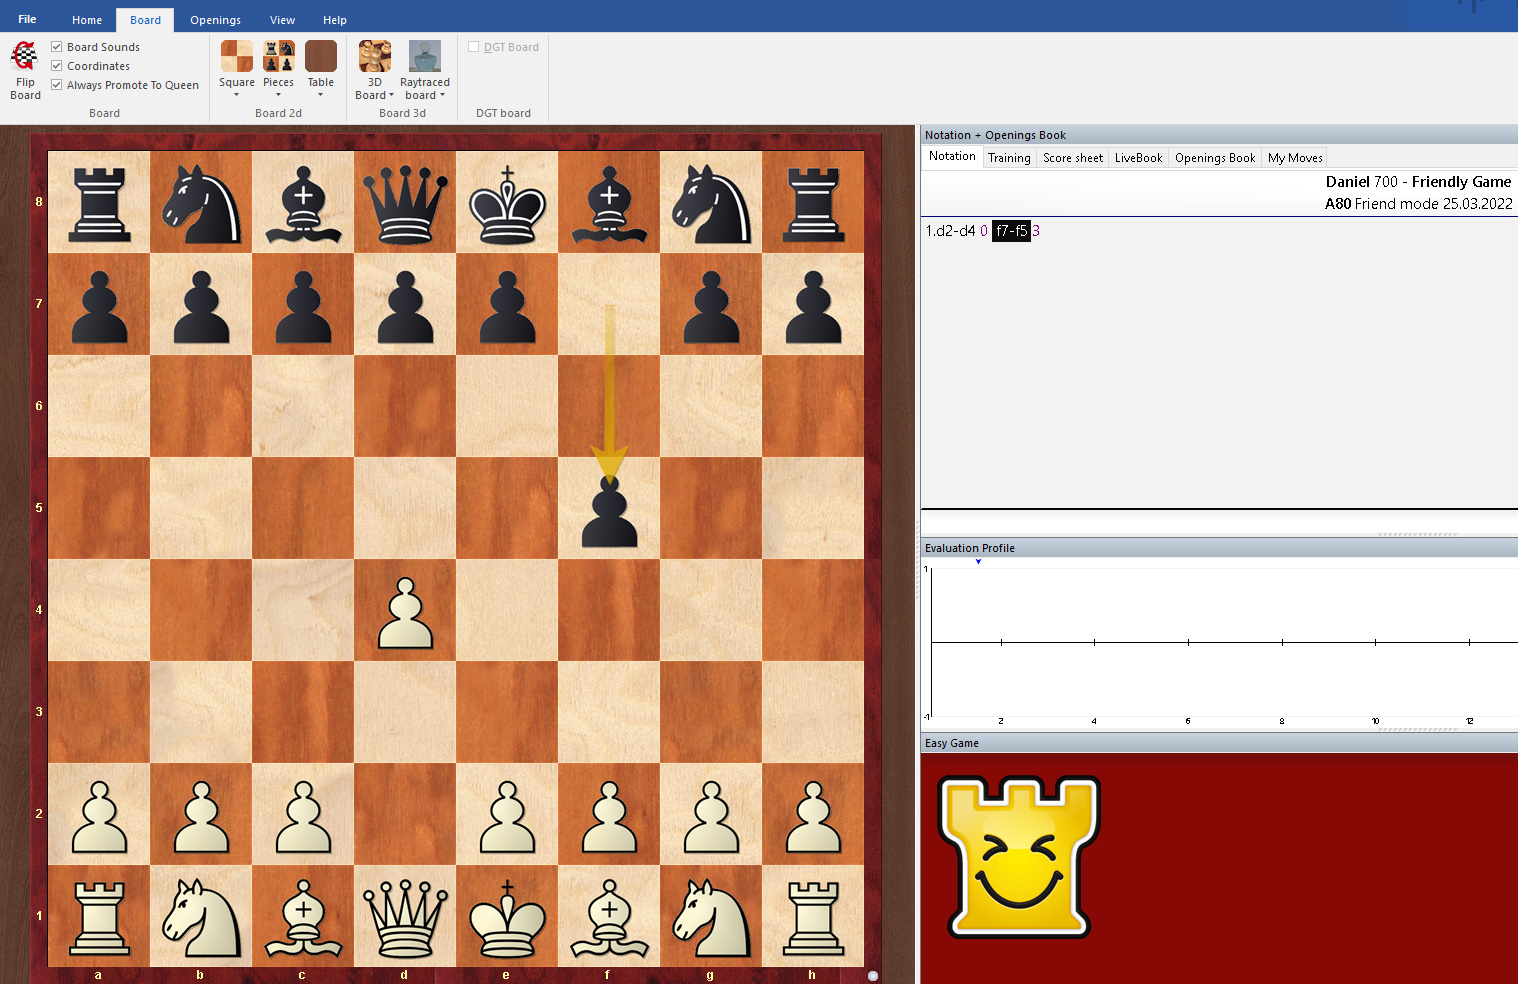 File Home Board Openings View Help
Board Sounds
Coordinates
Always Promote To Queen
Flip
Board
Board
Square Pieces Table
Board 2d
3D
Board
Raytraced
board
Board 3d
DGT Board
DGT board
Notation + Openings Book
Notation Training Score sheet LiveBook Openings Book My Moves
Daniel 700 - Friendly Game
A80 Friend mode 25.03.2022
1.d2-d4 0 f7-f5 3
8
7
6
5
4
3
2
1
a b c d e f g h
Evaluation Profile
1
-1
2 4 6 8 10 12
Easy Game